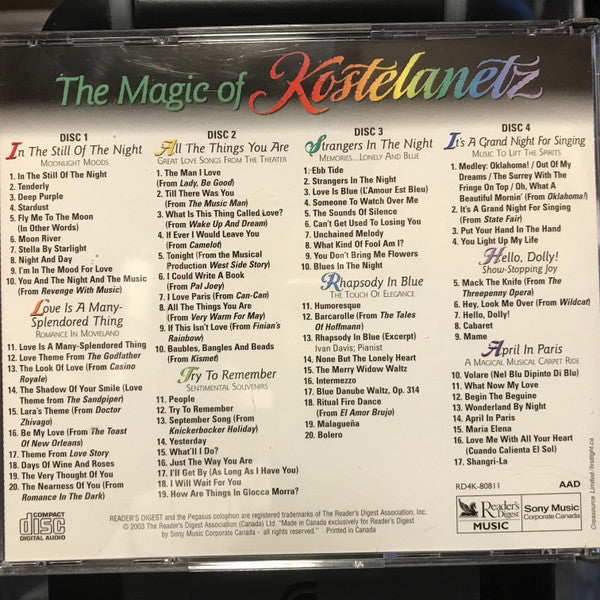 The Magic of Kostelanetz
DISC 1
In The Still Of The Night
MOONLIGHT MOODS
1. In The Still Of The Night
2. Tenderly
3. Deep Purple
4. Stardust
5. Fly Me To The Moon
(In Other Words)
6. Moon River
7. Stella By Starlight
8. Night And Day
9. I'm In The Mood For Love
10. You And The Night And The Music
(From Revenge With Music)
Love Is A Many-
Splendored Thing
ROMANCE IN MOVIELAND
11. Love Is A Many-Splendored Thing
12. Love Theme From The Godfather
13. The Look Of Love (From Casino
Royale)
14. The Shadow Of Your Smile (Love
Theme from The Sandpiper)
15. Lara's Theme (From Doctor
Zhivago)
16. Be My Love (From The Toast
Of New Orleans)
17. Theme From Love Story
18. Days Of Wine And Roses
19. The Very Thought Of You
20. The Nearness Of You (From
Romance In The Dark)
DISC 2
All The Things You Are
GREAT LOVE SONGS FROM THE THEATER
1. The Man I Love
(From Lady, Be Good)
2. Till There Was You
(From The Music Man)
3. What Is This Thing Called Love?
(From Wake Up And Dream)
4. If Ever I Would Leave You
(From Camelot)
5. Tonight (From the Musical
Production West Side Story)
6. I Could Write A Book
(From Pal Joey)
7. I Love Paris (From Can-Can)
8. All The Things You Are
(From Very Warm For May)
9. If This Isn't Love (From Finian's
Rainbow)
10. Baubles, Bangles And Beads
(From Kismet)
Try To Remember
SENTIMENTAL SOUVENIRS
11. People
12. Try To Remember
13. September Song (From
Knickerbocker Holiday)
14. Yesterday
15. What'll I Do?
16. Just The Way You Are
17. I'll Get By (As Long As I Have You)
18. I Will Wait For You
19. How Are Things In Glocca Morra?
DISC 3
Strangers In The Night
MEMORIES...LONELY AND BLUE
1. Ebb Tide
2. Strangers In The Night
3. Love Is Blue (L'Amour Est Bleu)
4. Someone To Watch Over Me
5. The Sounds Of Silence
6. Can't Get Used To Losing You
7. Unchained Melody
8. What Kind Of Fool Am I?
9. You Don't Bring Me Flowers
10. Blues In The Night
Rhapsody In Blue
THE TOUCH OF ELEGANCE
11. Humoresque
12. Barcarolle (From The Tales
Of Hoffmann)
13. Rhapsody In Blue (Excerpt)
Ivan Davis; Pianist
14. None But The Lonely Heart
15. The Merry Widow Waltz
16. Intermezzo
17. Blue Danube Waltz, Op. 314
18. Ritual Fire Dance
(From El Amor Brujo)
19. Malagueña
20. Bolero
DISC 4
It's A Grand Night For Singing
MUSIC TO LIFT THE SPIRITS
1. Medley: Oklahoma! / Out Of My
Dreams / The Surrey With The
Fringe On Top / Oh, What A
Beautiful Mornin' (From Oklahoma!)
2. It's A Grand Night For Singing
(From State Fair)
3. Put Your Hand In The Hand
4. You Light Up My Life
Hello, Dolly!
SHOW-STOPPING JOY
5. Mack The Knife (From The
Threepenny Opera)
6. Hey, Look Me Over (From Wildcat)
7. Hello, Dolly!
8. Cabaret
9. Mame
April In Paris
A MAGICAL MUSICAL CARPET RIDE
10. Volare (Nel Blu Dipinto Di Blu)
11. What Now My Love
12. Begin The Beguine
13. Wonderland By Night
14. April In Paris
15. Maria Elena
16. Love Me With All Your Heart
(Cuando Calienta El Sol)
17. Shangri-La
RD4K-80811
AAD
COMPACT
disc
DIGITAL AUDIO
READER'S DIGEST and the Pegasus colophon are registered trademarks of The Reader's Digest Association, Inc.
© 2003 The Reader's Digest Association (Canada) Ltd. "Made in Canada exclusively for Reader's Digest
by Sony Music Corporate Canada - all rights reserved." Printed in Canada
Reader's
Digest
MUSIC
Sony Music
Corporate Canada
Creasource Limited / firstlight.ca